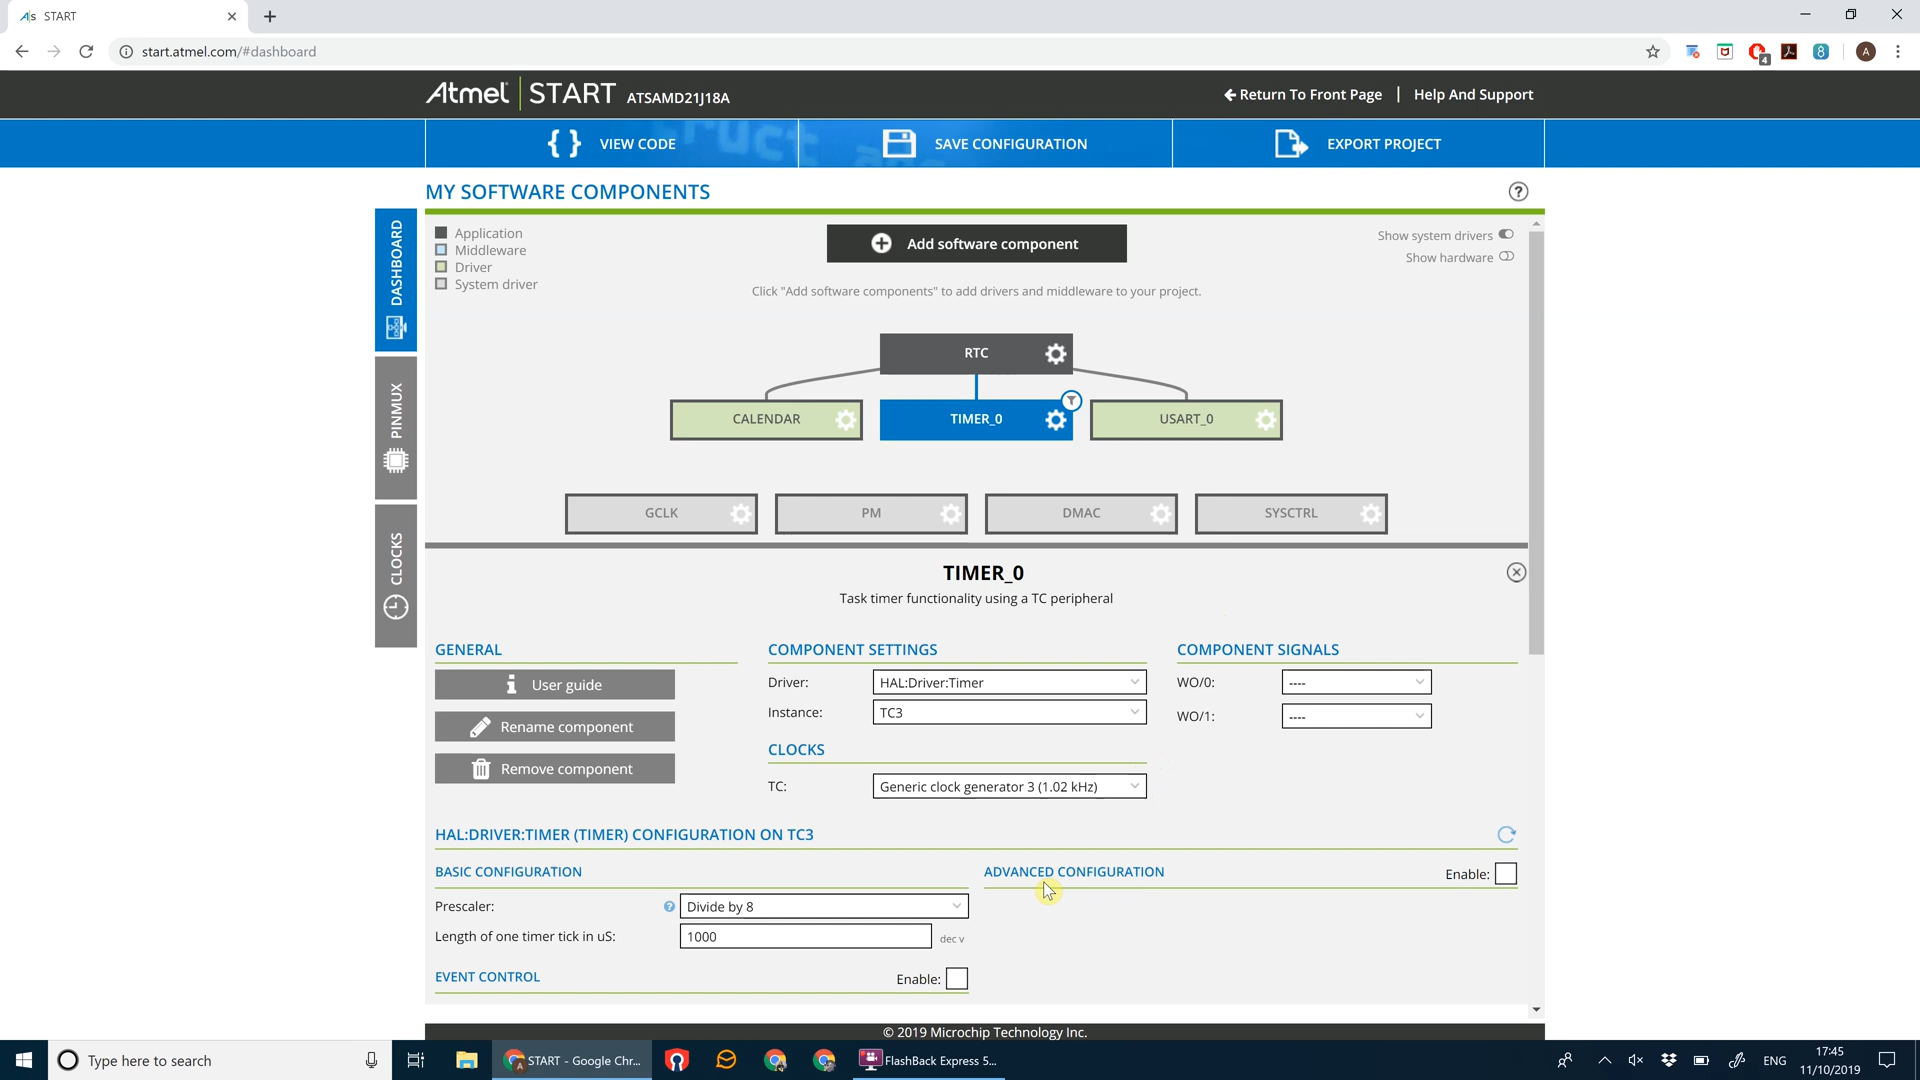 START
start.atmel.com/#dashboard
4
A
Atmel START ATSAMD21J18A
Return To Front Page | Help And Support
VIEW CODE
SAVE CONFIGURATION
EXPORT PROJECT
MY SOFTWARE COMPONENTS
DASHBOARD
PINMUX
CLOCKS
Application
Middleware
Driver
System driver
Add software component
Click "Add software components" to add drivers and middleware to your project.
Show system drivers
Show hardware
RTC
CALENDAR
TIMER_0
USART_0
GCLK
PM
DMAC
SYSCTRL
TIMER_0
Task timer functionality using a TC peripheral
GENERAL
User guide
Rename component
Remove component
COMPONENT SETTINGS
Driver: HAL:Driver:Timer
Instance: TC3
CLOCKS
TC: Generic clock generator 3 (1.02 kHz)
COMPONENT SIGNALS
WO/0: ----
WO/1: ----
HAL:DRIVER:TIMER (TIMER) CONFIGURATION ON TC3
BASIC CONFIGURATION
Prescaler: ? Divide by 8
Length of one timer tick in uS: 1000 dec v
EVENT CONTROL Enable:
ADVANCED CONFIGURATION Enable:
© 2019 Microchip Technology Inc.
Type here to search
START - Google Chr...
FlashBack Express 5...
ENG
17:45
11/10/2019